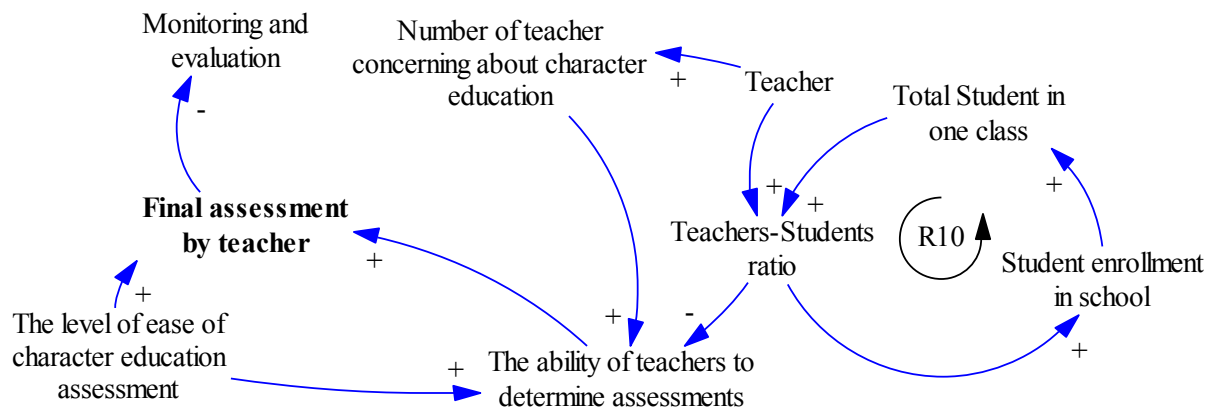 Monitoring and
evaluation
-
Number of teacher
concerning about character
education
+
Teacher
Total Student in
one class
+
+
+
Final assessment
by teacher
+
Teachers-Students
ratio
R10
Student enrollment
in school
+
-
+
+
The level of ease of
character education
assessment
+
The ability of teachers to
determine assessments